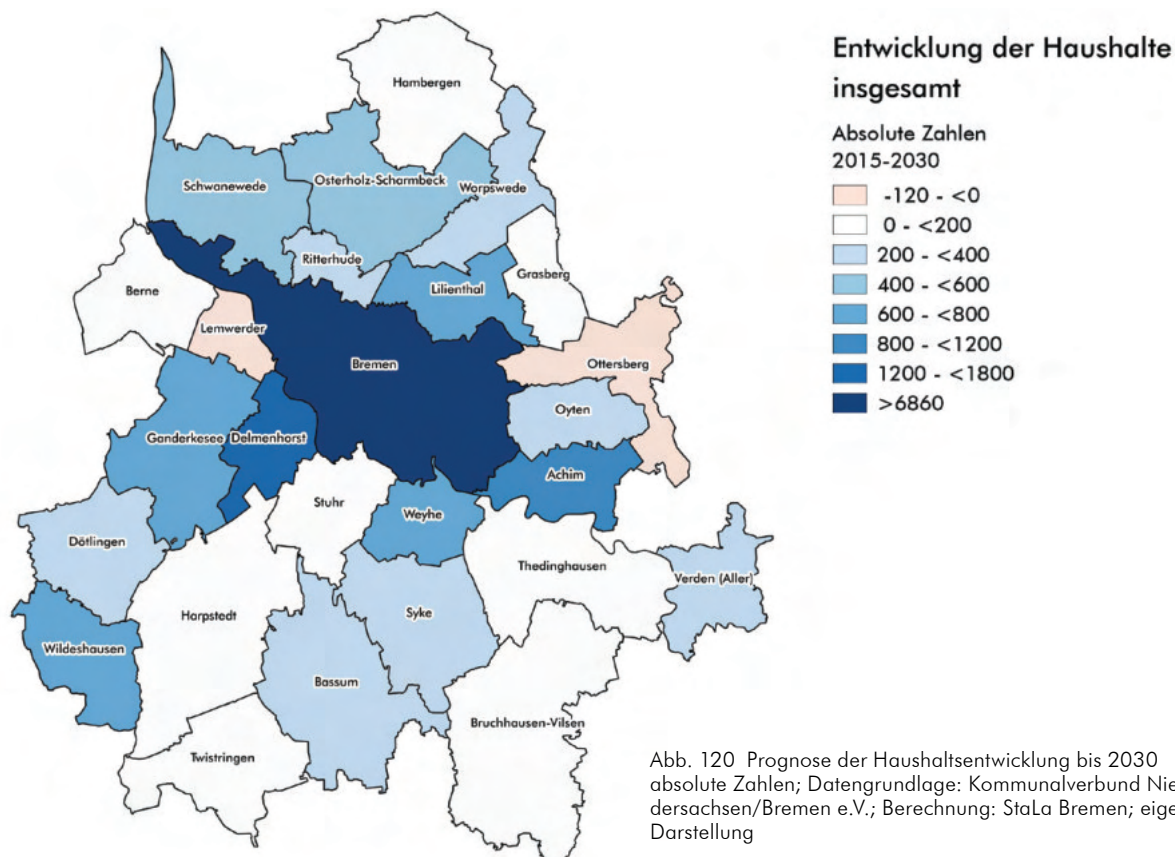 Entwicklung der Haushalte
insgesamt
Absolute Zahlen
2015-2030
-120 - <0
0 - <200
200 - <400
400 - <600
600 - <800
800 - <1200
1200 - <1800
>6860
Hambergen
Schwanewede
Osterholz-Scharmbeck
Worpswede
Ritterhude
Grasberg
Berne
Lilienthal
Lemwerder
Bremen
Ottersberg
Oyten
Ganderkesee
Delmenhorst
Achim
Stuhr
Weyhe
Dötlingen
Thedinghausen
Verden (Aller)
Harpstedt
Syke
Wildeshausen
Bassum
Bruchhausen-Vilsen
Twistringen
Abb. 120 Prognose der Haushaltsentwicklung bis 2030
absolute Zahlen; Datengrundlage: Kommunalverbund Nie
dersachsen/Bremen e.V.; Berechnung: StaLa Bremen; eige
Darstellung